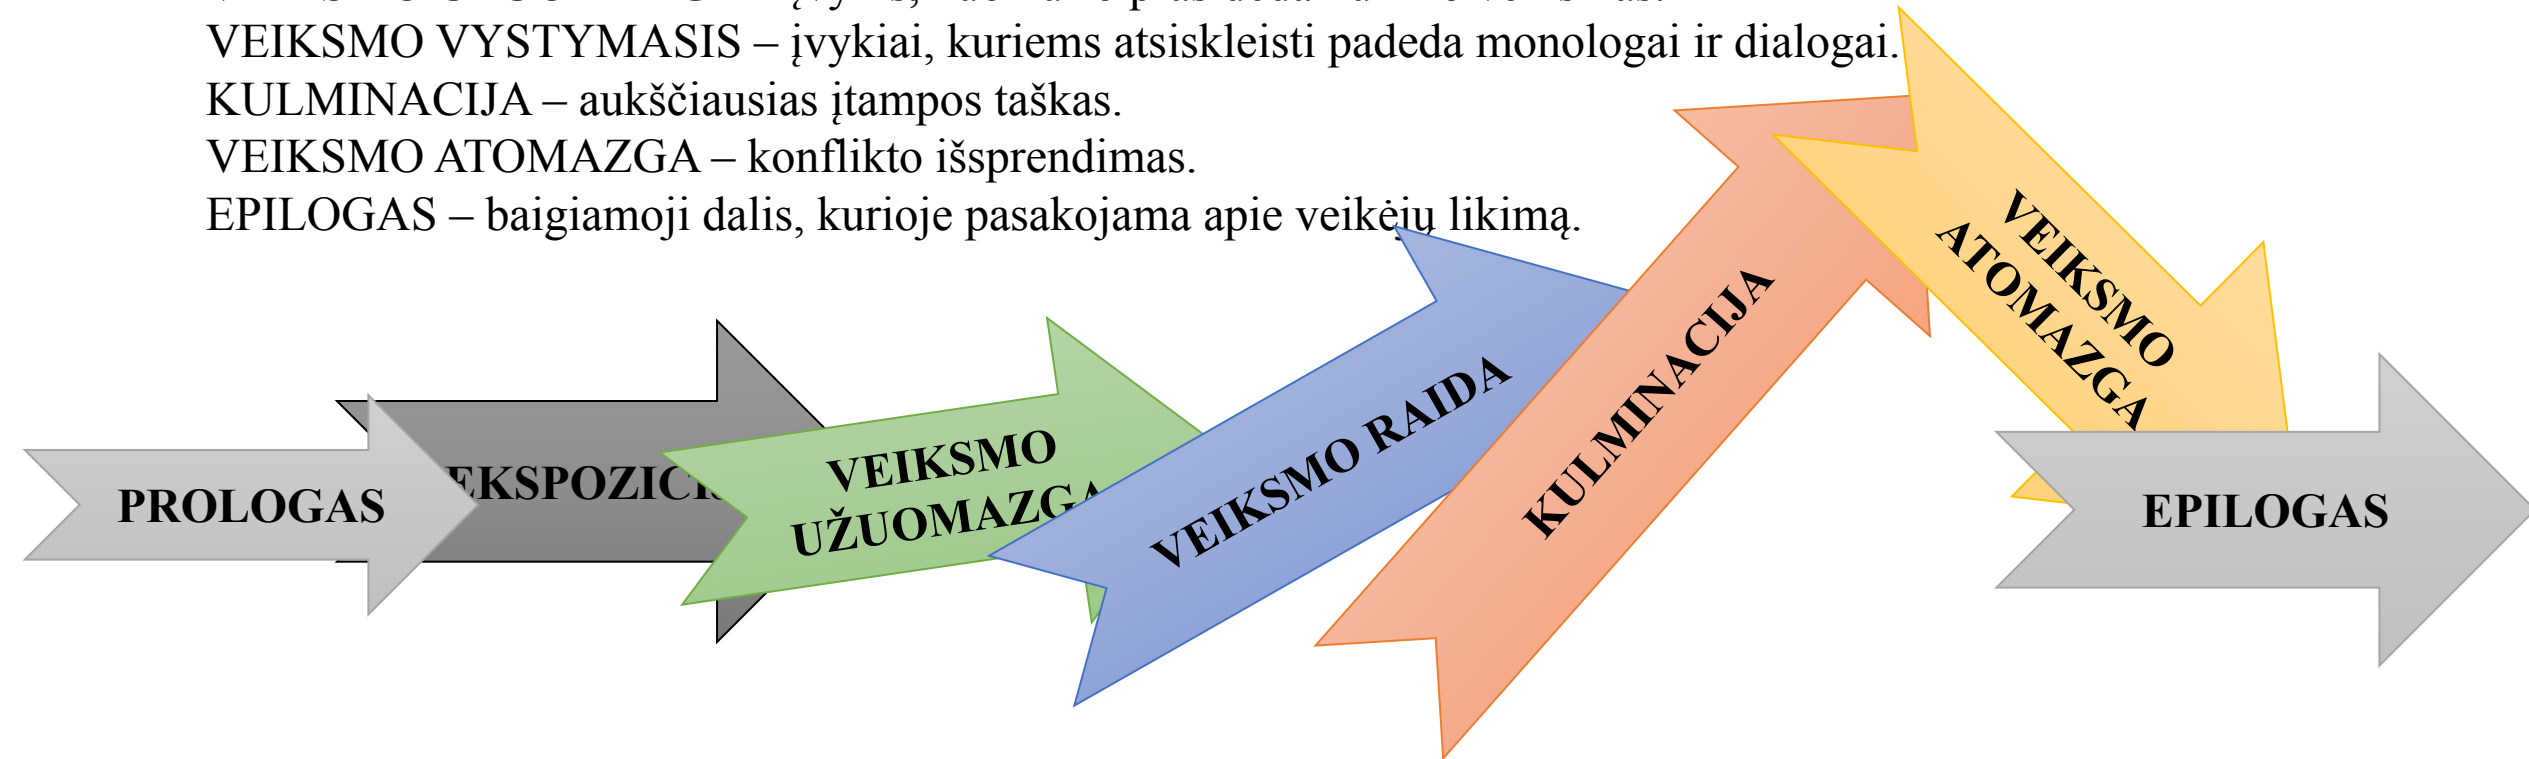 VEIKSMO VYSTYMASIS – įvykiai, kuriems atsiskleisti padeda monologai ir dialogai.
KULMINACIJA – aukščiausias įtampos taškas.
VEIKSMO ATOMAZGA – konflikto išsprendimas.
EPILOGAS – baigiamoji dalis, kurioje pasakojama apie veikėjų likimą.
PROLOGAS
VEIKSMO
UŽUOMAZGA
VEIKSMO RAIDA
KULMINACIJA
VEIKSMO
ATOMAZGA
EPILOGAS